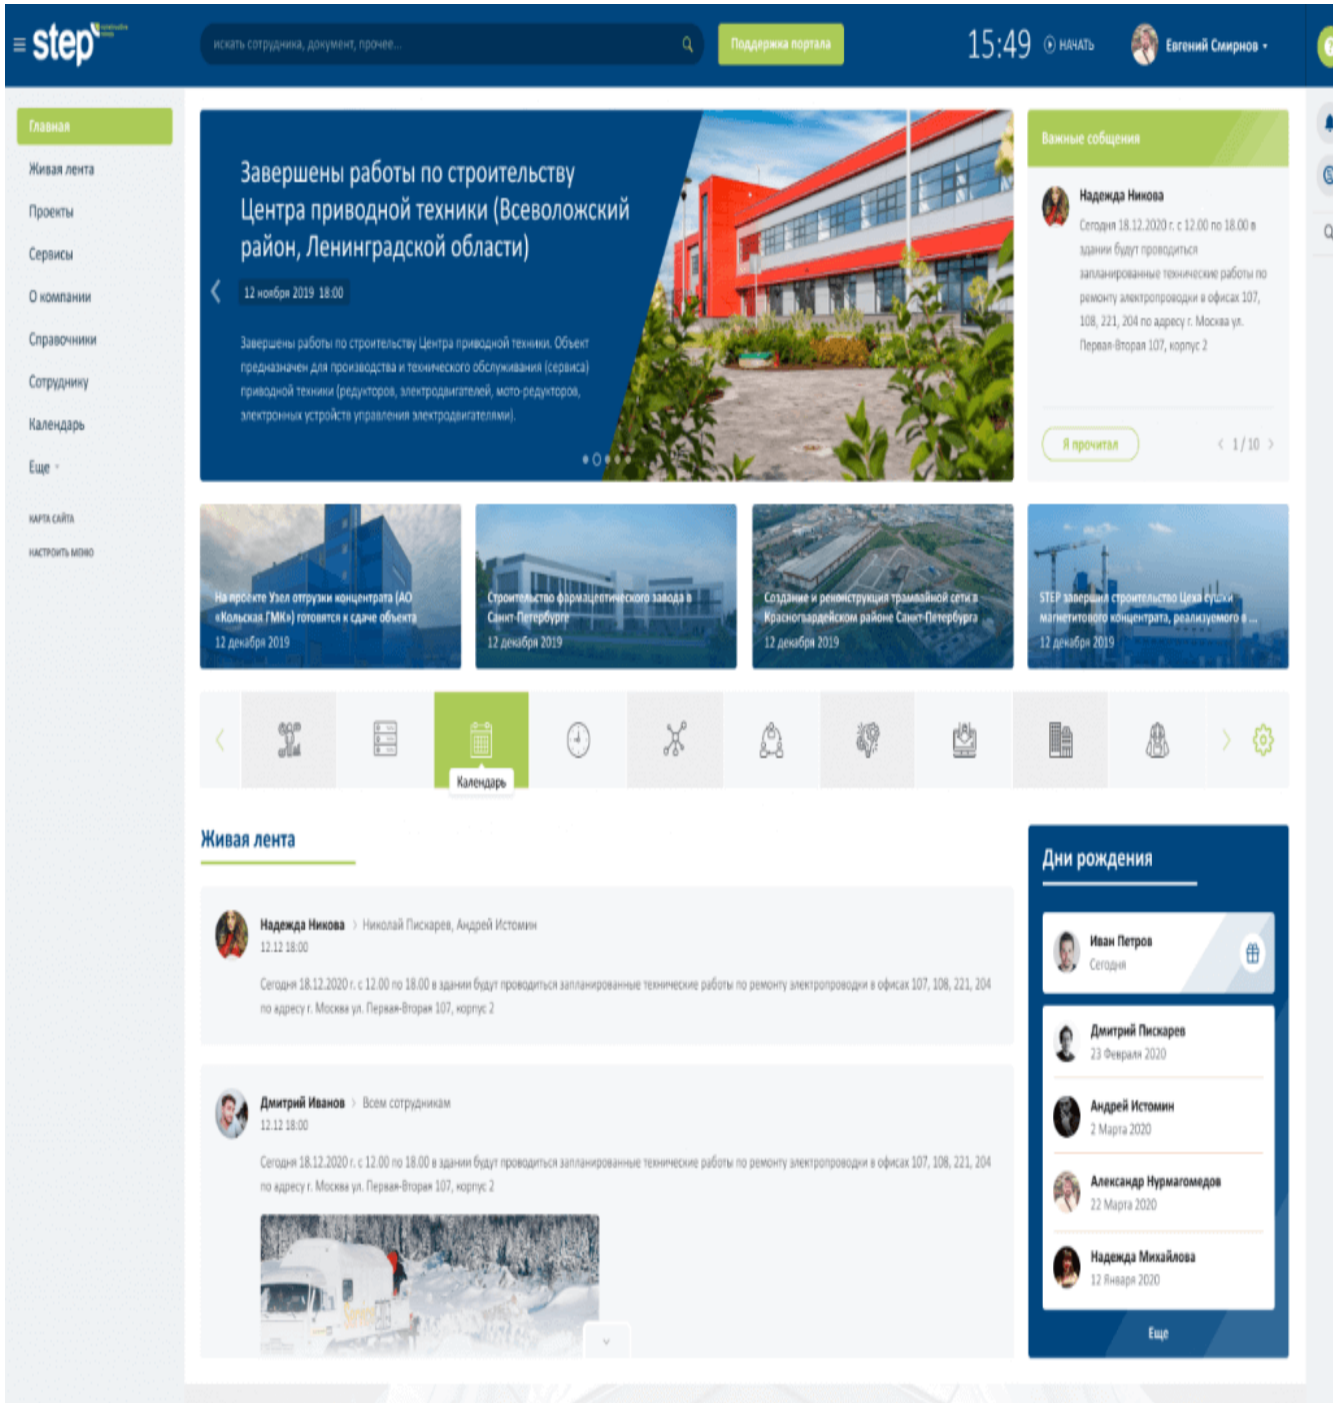 step
искать сотрудника, документ, прочее...
Поддержка портала
15:49
НАЧАТЬ
Евгений Смирнов
Главная
Живая лента
Проекты
Сервисы
О компании
Справочники
Сотруднику
Календарь
Еще
КАРТА САЙТА
НАСТРОИТЬ МЕНЮ
Завершены работы по строительству
Центра приводной техники (Всеволожский
район, Ленинградской области)
12 ноября 2019 18:00
Завершены работы по строительству Центра приводной техники. Объект
предназначен для производства и технического обслуживания (сервиса)
приводной техники (редукторов, электродвигателей, мото-редукторов,
электронных устройств управления электродвигателями).
Важные собщения
Надежда Никова
Сегодня 18.12.2020 г. с 12.00 по 18.00 в
здании будут проводиться
запланированные технические работы по
ремонту электропроводки в офисах 107,
108, 221, 204 по адресу г. Москва ул.
Первая-Вторая 107, корпус 2
Я прочитал
< 1 / 10 >
На проекте Узел отгрузки концентрата (АО
«Кольская ГМК») готовятся к сдаче объекта
12 декабря 2019
Строительство фармацевтического завода в
Санкт-Петербурге
12 декабря 2019
Создание и реконструкция трамвайной сети в
Красногвардейском районе Санкт-Петербурга
12 декабря 2019
STEP завершил строительство Цеха сушки
магнетитового концентрата, реализуемого в ...
12 декабря 2019
Календарь
Живая лента
Надежда Никова > Николай Пискарев, Андрей Истомин
12.12 18:00
Сегодня 18.12.2020 г. с 12.00 по 18.00 в здании будут проводиться запланированные технические работы по ремонту электропроводки в офисах 107, 108, 221, 204
по адресу г. Москва ул. Первая-Вторая 107, корпус 2
Дмитрий Иванов > Всем сотрудникам
12.12 18:00
Сегодня 18.12.2020 г. с 12.00 по 18.00 в здании будут проводиться запланированные технические работы по ремонту электропроводки в офисах 107, 108, 221, 204
по адресу г. Москва ул. Первая-Вторая 107, корпус 2
Дни рождения
Иван Петров
Сегодня
Дмитрий Пискарев
23 Февраля 2020
Андрей Истомин
2 Марта 2020
Александр Нурмагомедов
22 Марта 2020
Надежда Михайлова
12 Января 2020
Еще